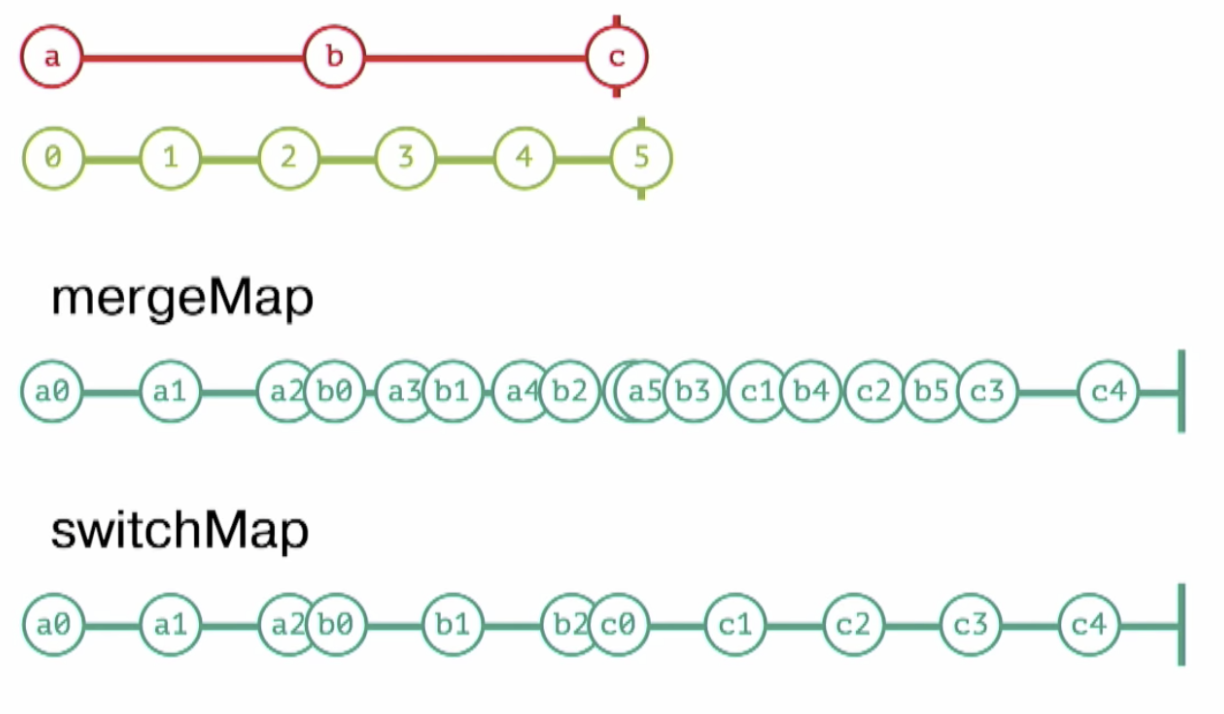 a b c
0 1 2 3 4 5
mergeMap
a0 a1 a2 b0 a3 b1 a4 b2 a5 b3 c1 b4 c2 b5 c3 c4
switchMap
a0 a1 a2 b0 b1 b2 c0 c1 c2 c3 c4